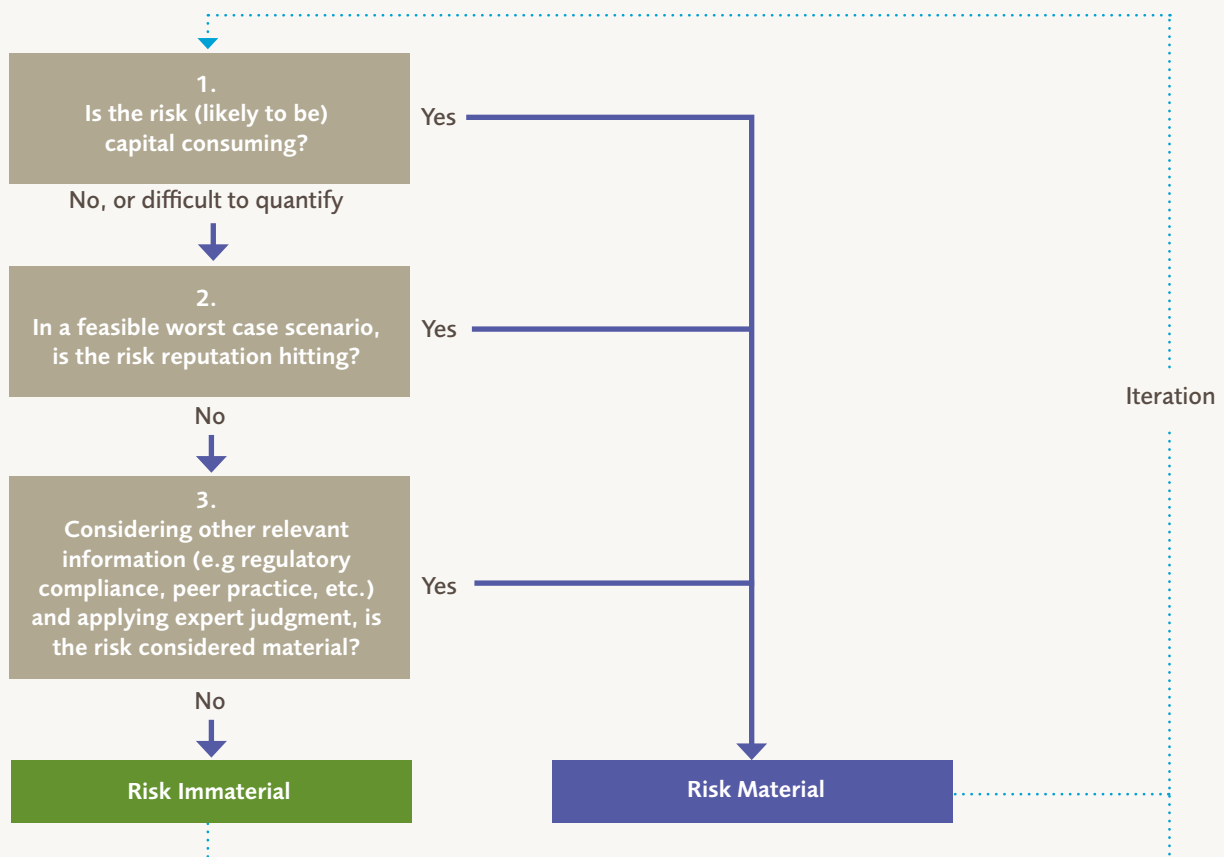 1.
Is the risk (likely to be)
capital consuming?
Yes
No, or difficult to quantify
2.
In a feasible worst case scenario,
is the risk reputation hitting?
Yes
Iteration
No
3.
Considering other relevant
information (e.g regulatory
compliance, peer practice, etc.)
and applying expert judgment, is
the risk considered material?
Yes
No
Risk Immaterial
Risk Material